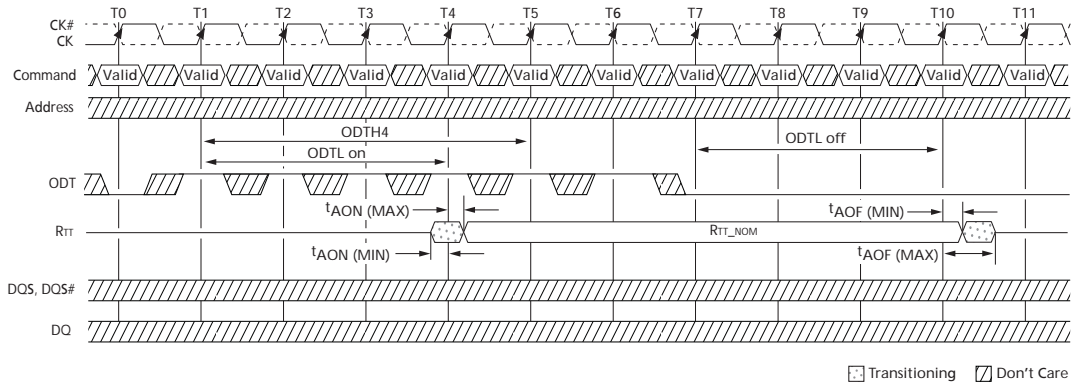 T0 T1 T2 T3 T4 T5 T6 T7 T8 T9 T10 T11
CK#
CK
Command Valid Valid Valid Valid Valid Valid Valid Valid Valid Valid Valid Valid
Address
ODTH4
ODTL on
ODTL off
ODT
tAON (MAX)
tAOF (MIN)
RTT
RTT_NOM
tAON (MIN)
tAOF (MAX)
DQS, DQS#
DQ
Transitioning Don't Care